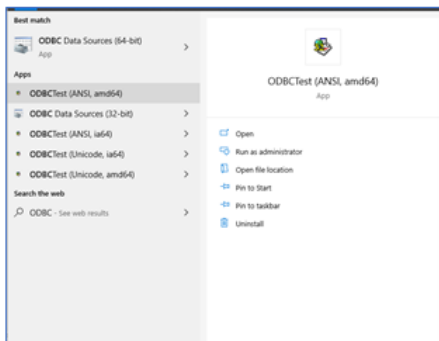 Best match
ODBC Data Sources (64-bit)
App
Apps
ODBCTest (ANSI, amd64)
ODBC Data Sources (32-bit)
ODBCTest (ANSI, ia64)
ODBCTest (Unicode, ia64)
ODBCTest (Unicode, amd64)
Search the web
ODBC - See web results
ODBCTest (ANSI, amd64)
App
Open
Run as administrator
Open file location
Pin to Start
Pin to taskbar
Uninstall